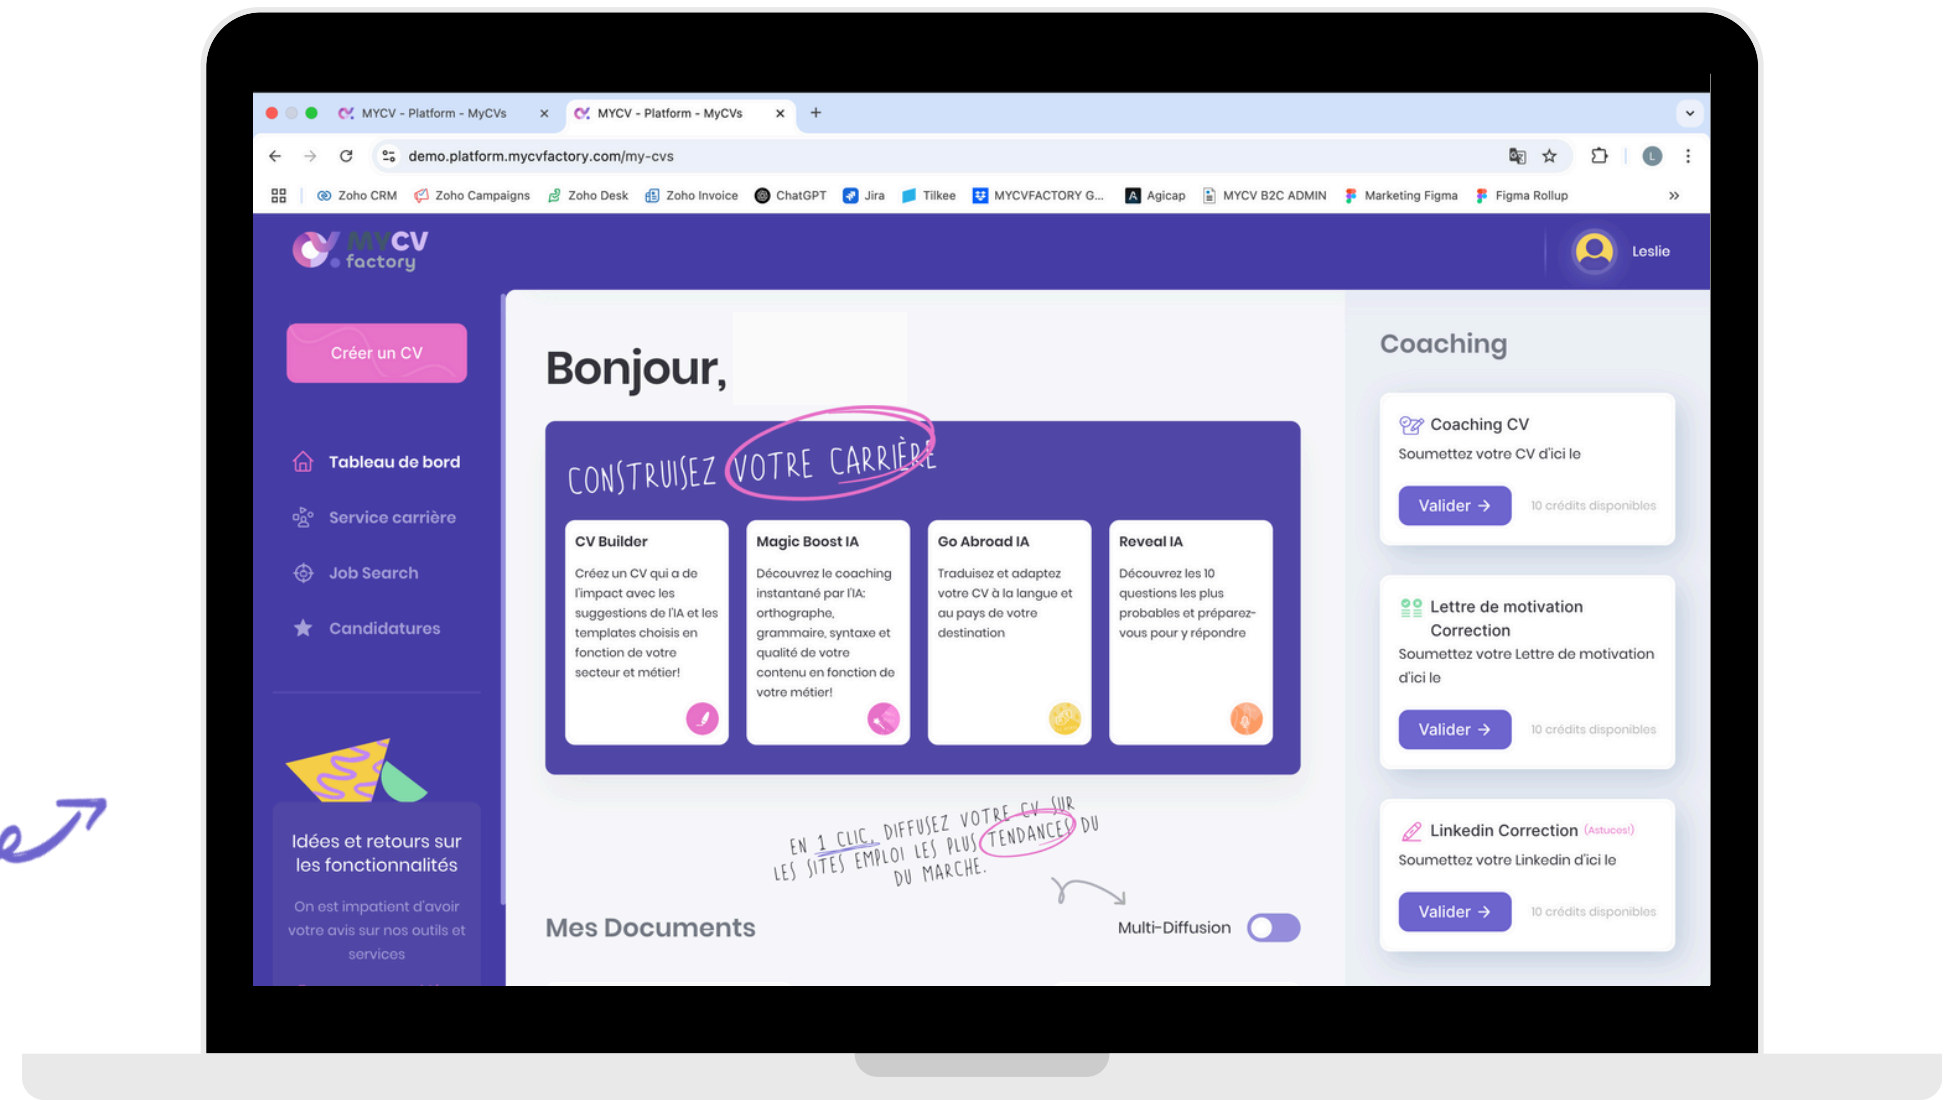 MYCV - Platform - MyCVs
MYCV - Platform - MyCVs
demo.platform.mycvfactory.com/my-cvs
L
Zoho CRM
Zoho Campaigns
Zoho Desk
Zoho Invoice
ChatGPT
Jira
Tilkee
MYCVFACTORY G...
A
Agicap
MYCV B2C ADMIN
Marketing Figma
Figma Rollup
MYCV
factory
Leslie
Créer un CV
Tableau de bord
Service carrière
Job Search
Candidatures
Idées et retours sur
les fonctionnalités
On est impatient d'avoir
votre avis sur nos outils et
services
Bonjour,
CONSTRUISEZ VOTRE CARRIÈRE
CV Builder
Créez un CV qui a de
l'impact avec les
suggestions de l'IA et les
templates choisis en
fonction de votre
secteur et métier!
Magic Boost IA
Découvrez le coaching
instantané par l'IA:
orthographe,
grammaire, syntaxe et
qualité de votre
contenu en fonction de
votre métier!
Go Abroad IA
Traduisez et adaptez
votre CV à la langue et
au pays de votre
destination
Reveal IA
Découvrez les 10
questions les plus
probables et préparez-
vous pour y répondre
EN 1 CLIC, DIFFUSEZ VOTRE CV SUR
LES SITES EMPLOI LES PLUS TENDANCES DU
DU MARCHE.
Mes Documents
Multi-Diffusion
Coaching
Coaching CV
Soumettez votre CV d'ici le
Valider →
10 crédits disponibles
Lettre de motivation
Correction
Soumettez votre Lettre de motivation
d'ici le
Valider →
10 crédits disponibles
Linkedin Correction (Astuces!)
Soumettez votre Linkedin d'ici le
Valider →
10 crédits disponibles